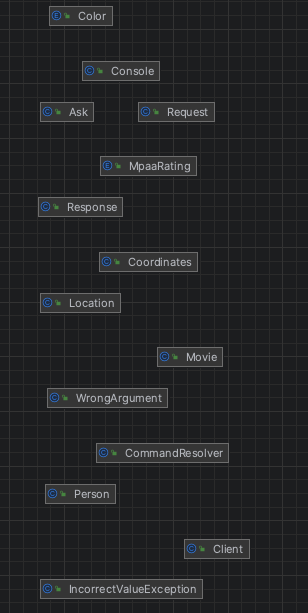 Color
Console
Ask
Request
MpaaRating
Response
Coordinates
Location
Movie
WrongArgument
CommandResolver
Person
Client
IncorrectValueException